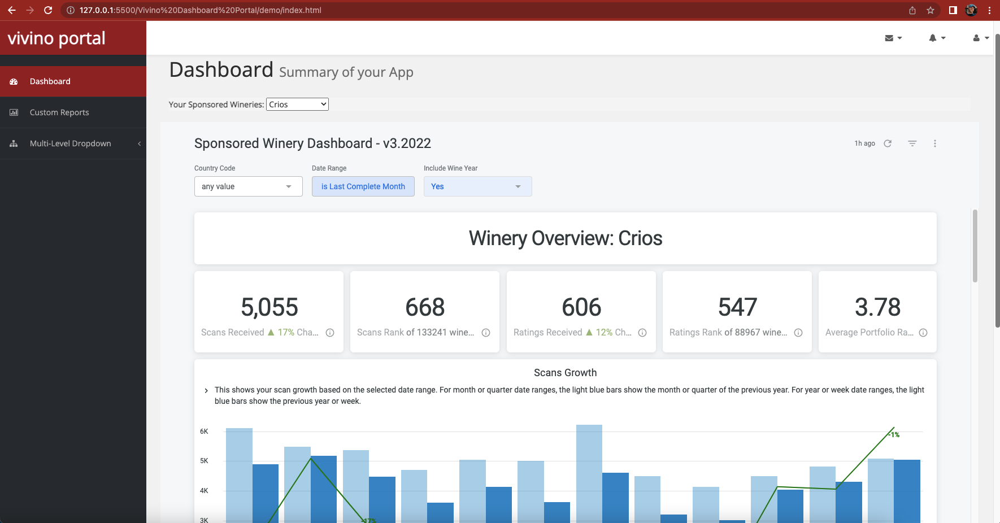 127.0.0.1:5500/Vivino%20Dashboard%20Portal/demo/index.html
vivino portal
Dashboard
Custom Reports
Multi-Level Dropdown
Dashboard Summary of your App
Your Sponsored Wineries: Crios
Sponsored Winery Dashboard - v3.2022
1h ago
Country Code
Date Range
Include Wine Year
any value
is Last Complete Month
Yes
Winery Overview: Crios
5,055
Scans Received ▲ 17% Cha...
668
Scans Rank of 133241 wine...
606
Ratings Received ▲ 12% Ch...
547
Ratings Rank of 88967 wine...
3.78
Average Portfolio Ra...
Scans Growth
This shows your scan growth based on the selected date range. For month or quarter date ranges, the light blue bars show the month or quarter of the previous year. For year or week date ranges, the light
blue bars show the previous year or week.
6K
5K
4K
3K
-1%
-17%